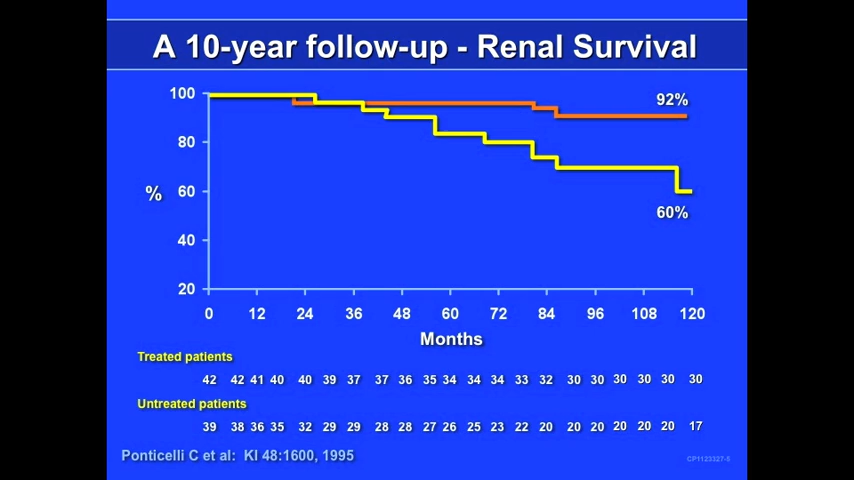 A 10-year follow-up - Renal Survival
100
92%
80
%
60
60%
40
20
0 12 24 36 48 60 72 84 96 108 120
Months
Treated patients
42 42 41 40 40 39 37 37 36 35 34 34 34 33 32 30 30 30 30 30 30
Untreated patients
39 38 36 35 32 29 29 28 28 27 26 25 23 22 20 20 20 20 20 20 17
Ponticelli C et al: KI 48:1600, 1995
CP1123327-5